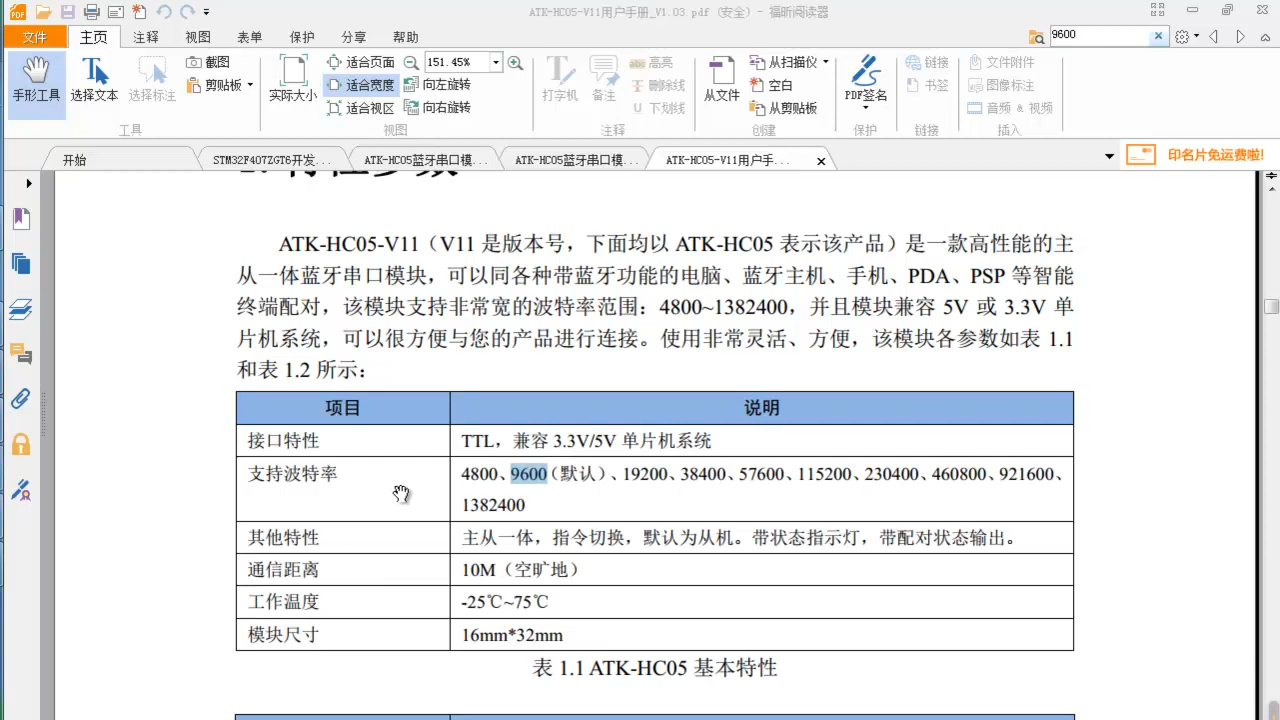 ATK-HC05-V11用户手册_V1.03.pdf (安全) - 福昕阅读器
文件 主页 注释 视图 表单 保护 分享 帮助 9600
手形工具 选择文本 选择标注 截图 剪贴板
工具
实际大小 适合页面 适合宽度 适合视区 151.45% 向左旋转 向右旋转
视图
打字机 备注 高亮 删除线 下划线
注释
从文件 从扫描仪 空白 从剪贴板
创建
PDF签名
保护
链接 书签
链接
文件附件 图像标注 音频 & 视频
插入
开始 STM32F407ZGT6开发... ATK-HC05蓝牙串口模... ATK-HC05蓝牙串口模... ATK-HC05-V11用户手... 印名片免运费啦!
ATK-HC05-V11（V11 是版本号，下面均以 ATK-HC05 表示该产品）是一款高性能的主
从一体蓝牙串口模块，可以同各种带蓝牙功能的电脑、蓝牙主机、手机、PDA、PSP 等智能
终端配对，该模块支持非常宽的波特率范围：4800~1382400，并且模块兼容 5V 或 3.3V 单
片机系统，可以很方便与您的产品进行连接。使用非常灵活、方便，该模块各参数如表 1.1
和表 1.2 所示：
项目 说明
接口特性 TTL，兼容 3.3V/5V 单片机系统
支持波特率 4800、9600（默认）、19200、38400、57600、115200、230400、460800、921600、
1382400
其他特性 主从一体，指令切换，默认为从机。带状态指示灯，带配对状态输出。
通信距离 10M（空旷地）
工作温度 -25℃~75℃
模块尺寸 16mm*32mm
表 1.1 ATK-HC05 基本特性